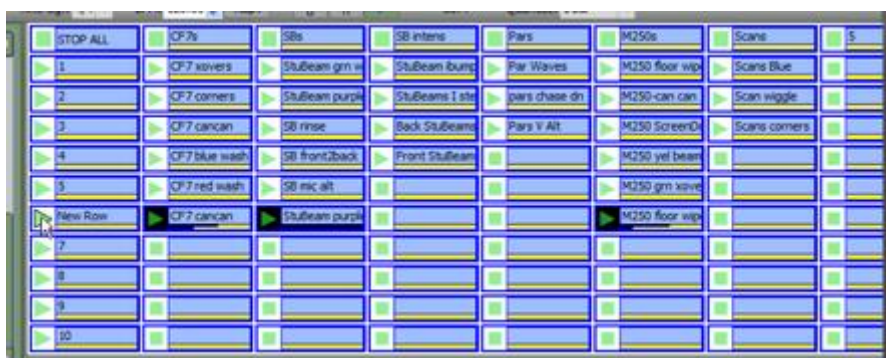 STOP ALL CF7s SBs SB intens Pars M250s Scans S
1 CF7 xovers StuBeam grn w StuBeam ibump Par Waves M250 floor wip Scans Blue
2 CF7 corners StuBeam purple StuBeams I ste pars chase dn M250-can can Scan wiggle
3 CF7 cancan SB rinse Back StuBeams Pars V Alt M250 ScreenD Scans corners
4 CF7 blue wash SB front2back Front StuBeam M250 yel beam
5 CF7 red wash SB mic alt M250 grn xove
New Row CF7 cancan StuBeam purple M250 floor wip
7
8
9
10